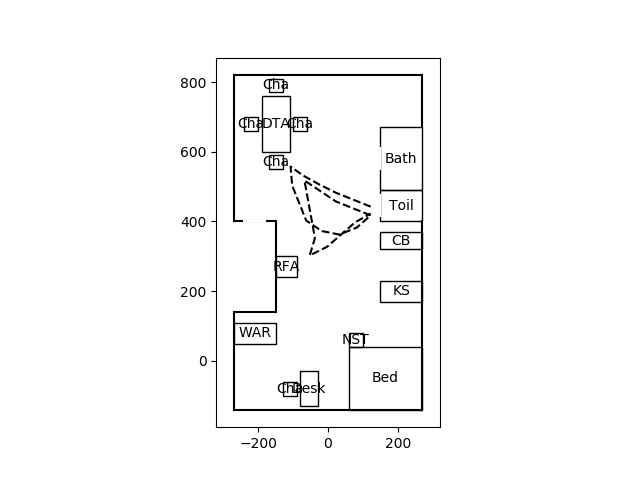 800
600
400
200
0
−200
0
200
Cha
Cha DTA Cha
Cha
Bath
Toil
CB
RFA
KS
WAR
NST
Bed
Cha Desk